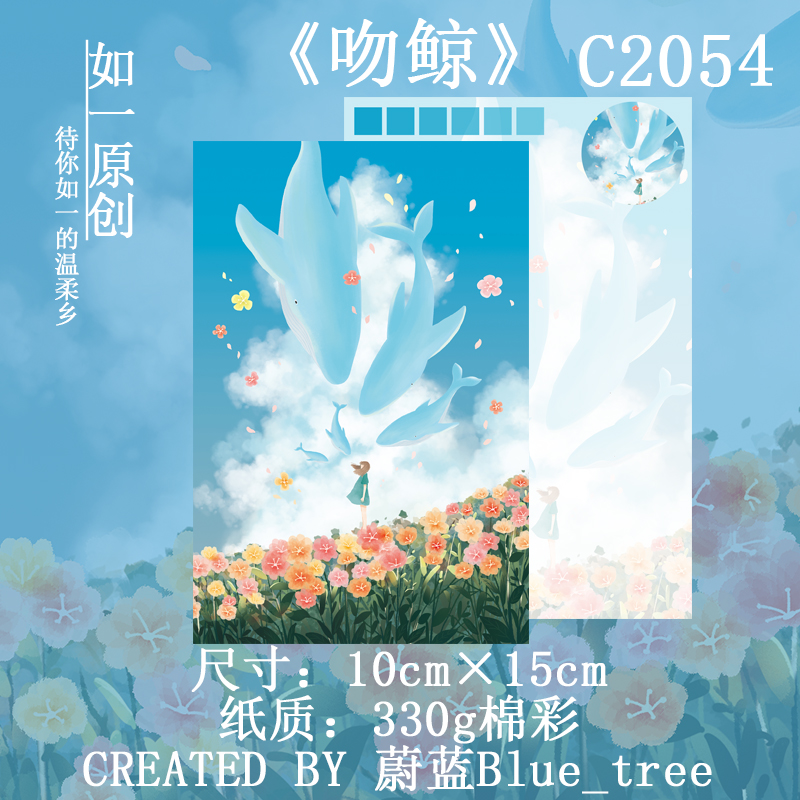 《吻鲸》 C2054
如一原创
待你如一的温柔乡
尺寸：10cm×15cm
纸质：330g棉彩
CREATED BY 蔚蓝Blue_tree